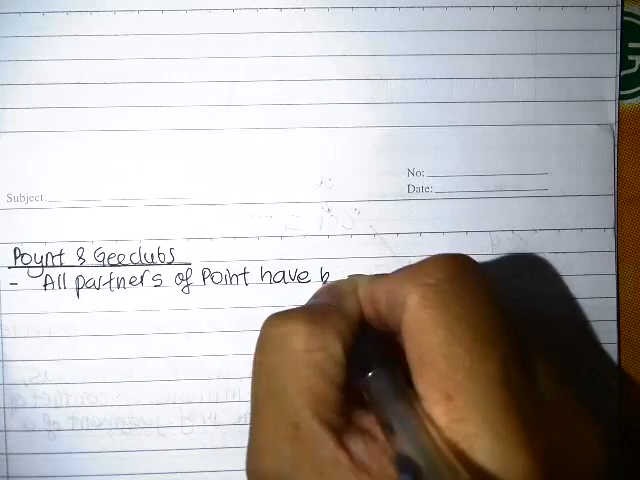 No:
Subject:
Date:
Poynt & Geeclubs
- All partners of Point have b